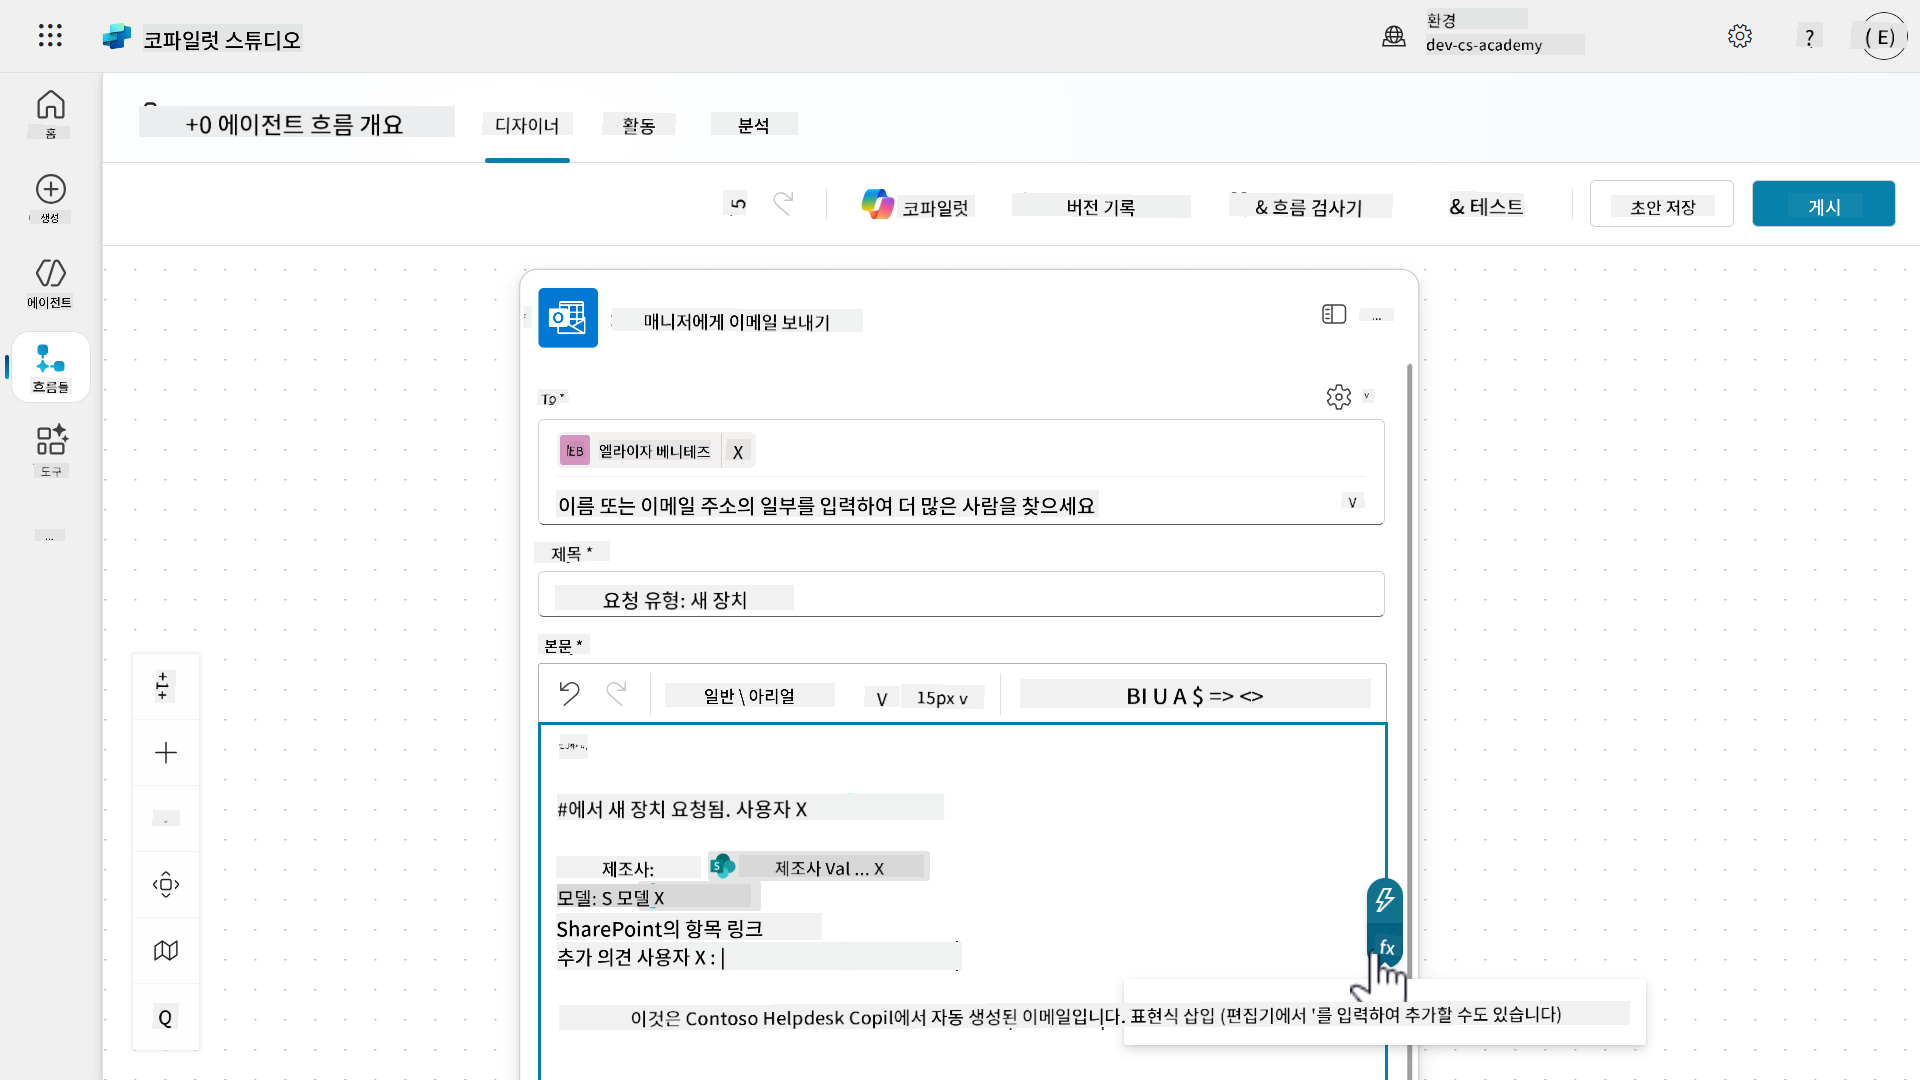 코파일럿 스튜디오
환경
dev-cs-academy
?
( E)
홈
생성
에이전트
흐름들
도구
...
+0 에이전트 흐름 개요
디자이너
활동
분석
5
코파일럿
버전 기록
& 흐름 검사기
& 테스트
초안 저장
게시
매니저에게 이메일 보내기
...
To *
v
EB
엘라이자 베니테즈
X
이름 또는 이메일 주소의 일부를 입력하여 더 많은 사람을 찾으세요
V
제목 *
요청 유형: 새 장치
본문 *
일반 \ 아리얼
V
15px v
BI U A $ => <>
#에서 새 장치 요청됨. 사용자 X
제조사:
S
제조사 Val ... X
모델: S 모델 X
SharePoint의 항목 링크
추가 의견 사용자 X : |
fx
이것은 Contoso Helpdesk Copil에서 자동 생성된 이메일입니다.
표현식 삽입 (편집기에서 '를 입력하여 추가할 수도 있습니다)
Q